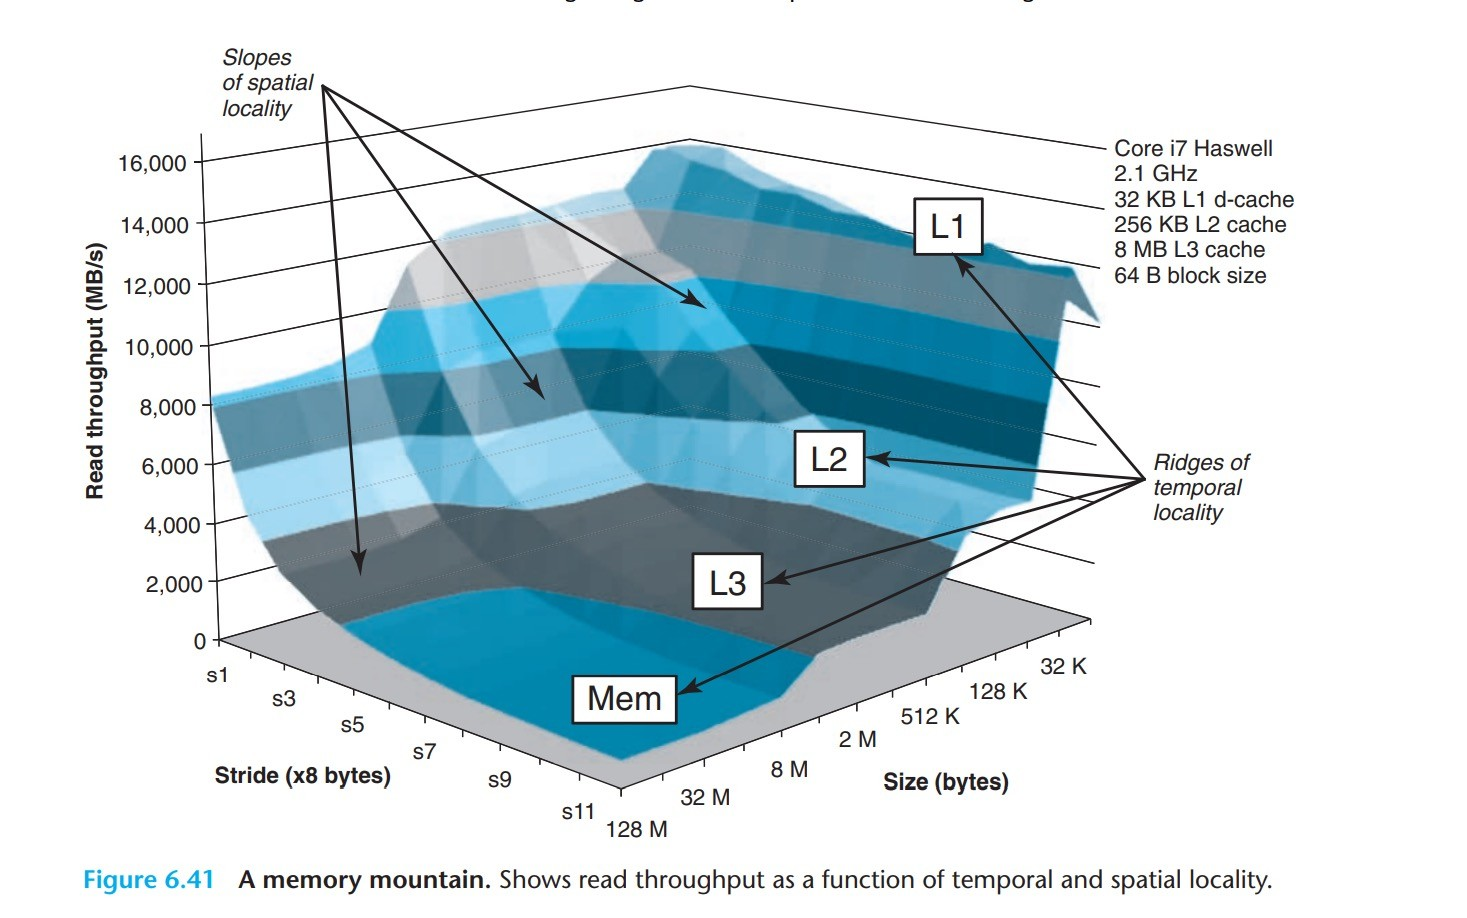 Slopes
of spatial
locality
16,000
14,000
12,000
10,000
8,000
6,000
4,000
2,000
0
Read throughput (MB/s)
Core i7 Haswell
2.1 GHz
32 KB L1 d-cache
256 KB L2 cache
8 MB L3 cache
64 B block size
L1
L2
L3
Mem
Ridges of
temporal
locality
s1
s3
s5
s7
s9
s11
Stride (x8 bytes)
128 M
32 M
8 M
2 M
512 K
128 K
32 K
Size (bytes)
Figure 6.41 A memory mountain. Shows read throughput as a function of temporal and spatial locality.